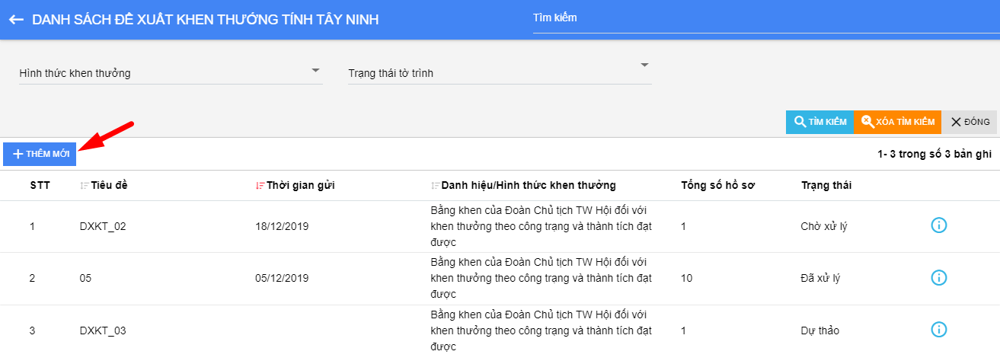 DANH SÁCH ĐỀ XUẤT KHEN THƯỞNG TỈNH TÂY NINH
Tìm kiếm
Hình thức khen thưởng
Trạng thái tờ trình
TÌM KIẾM
XÓA TÌM KIẾM
ĐÓNG
THÊM MỚI
1- 3 trong số 3 bản ghi
STT Tiêu đề Thời gian gửi Danh hiệu/Hình thức khen thưởng Tổng số hồ sơ Trạng thái
Bằng khen của Đoàn Chủ tịch TW Hội đối với
1 DXKT_02 18/12/2019 khen thưởng theo công trạng và thành tích đạt 1 Chờ xử lý
được
Bằng khen của Đoàn Chủ tịch TW Hội đối với
2 05 05/12/2019 khen thưởng theo công trạng và thành tích đạt 10 Đã xử lý
được
Bằng khen của Đoàn Chủ tịch TW Hội đối với
3 DXKT_03 khen thưởng theo công trạng và thành tích đạt 1 Dự thảo
được